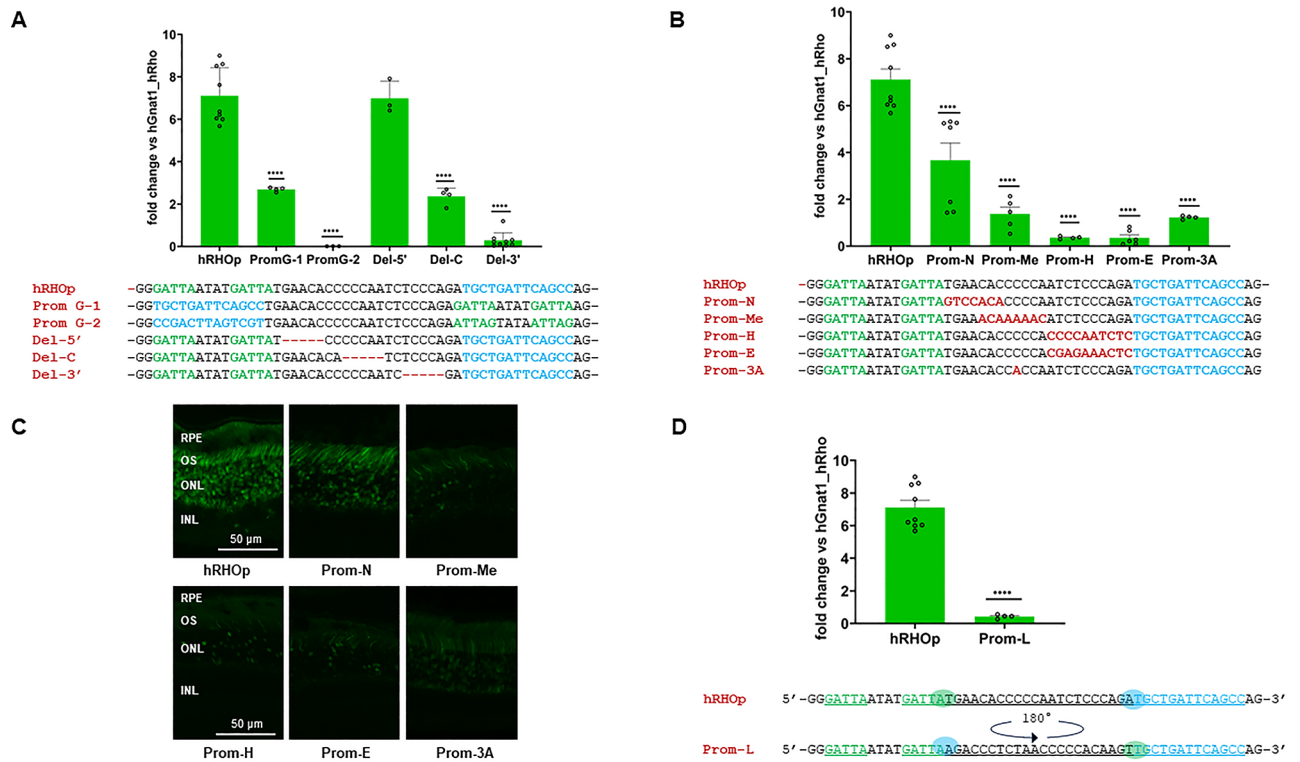 A
fold change vs hGnat1_hRho
10
8
6
4
2
0
••••
••••
••••
••••
hRHOp PromG-1 PromG-2 Del-5' Del-C Del-3'
hRHOp -GGGATTAATATGATTATGAACACCCCCAATCTCCCAGATGCTGATTCAGCCAG-
Prom G-1 -GGTGCTGATTCAGCCTGAACACCCCCAATCTCCCAGAGATTAATATGATTAAG-
Prom G-2 -GGCCGACTTAGTCGTTGAACACCCCCAATCTCCCAGAATTAGTATAATTAGAG-
Del-5' -GGGATTAATATGATTAT-----CCCCCAATCTCCCAGATGCTGATTCAGCCAG-
Del-C -GGGATTAATATGATTATGAACACA-----TCTCCCAGATGCTGATTCAGCCAG-
Del-3' -GGGATTAATATGATTATGAACACCCCCAATC-----GATGCTGATTCAGCCAG-
B
fold change vs hGnat1_hRho
10
8
6
4
2
0
••••
••••
••••
••••
••••
hRHOp Prom-N Prom-Me Prom-H Prom-E Prom-3A
hRHOp -GGGATTAATATGATTATGAACACCCCCAATCTCCCAGATGCTGATTCAGCCAG-
Prom-N -GGGATTAATATGATTAGTCCACACCCCAATCTCCCAGATGCTGATTCAGCCAG
Prom-Me -GGGATTAATATGATTATGAAACAAAAACATCTCCCAGATGCTGATTCAGCCAG
Prom-H -GGGATTAATATGATTATGAACACCCCCACCCCAATCTCATGCTGATTCAGCCAG
Prom-E -GGGATTAATATGATTATGAACACCCCCACGAGAAACTCATGCTGATTCAGCCAG
Prom-3A -GGGATTAATATGATTATGAACACCACCAATCTCCCAGATGCTGATTCAGCCAG
C
RPE
OS
ONL
INL
50 µm
hRHOp Prom-N Prom-Me
RPE
OS
ONL
INL
50 µm
Prom-H Prom-E Prom-3A
D
fold change vs hGnat1_hRho
10
8
6
4
2
0
••••
hRHOp Prom-L
hRHOp 5'-GGGATTAATATGATTATGAACACCCCCAATCTCCCAGATGCTGATTCAGCCAG-3'
180°
Prom-L 5'-GGGATTAATATGATTAAGACCCTCTAACCCCCACAAGTTGCTGATTCAGCCAG-3'